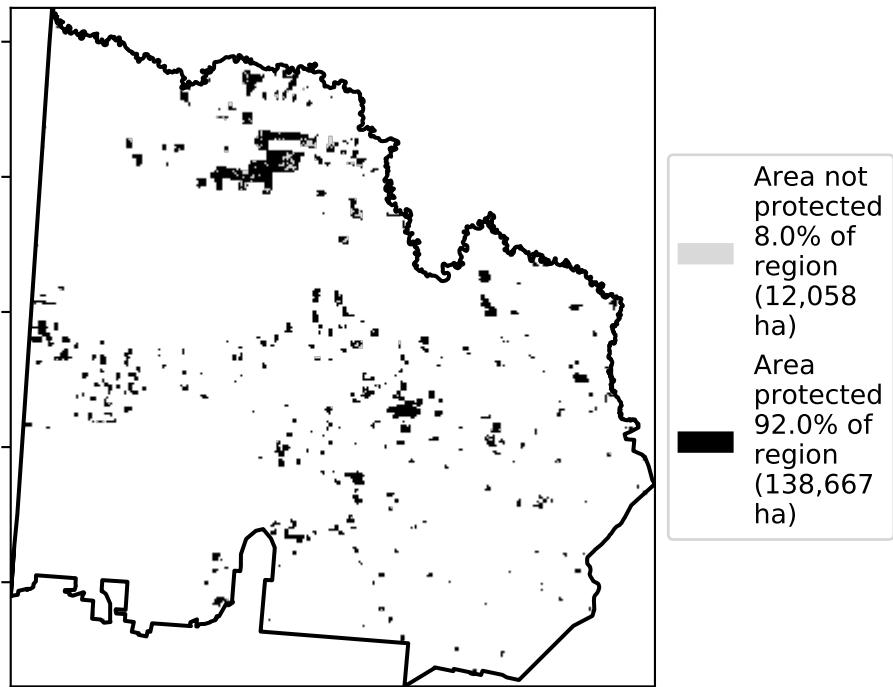 Area not
protected
8.0% of
region
(12,058
ha)
Area
protected
92.0% of
region
(138,667
ha)